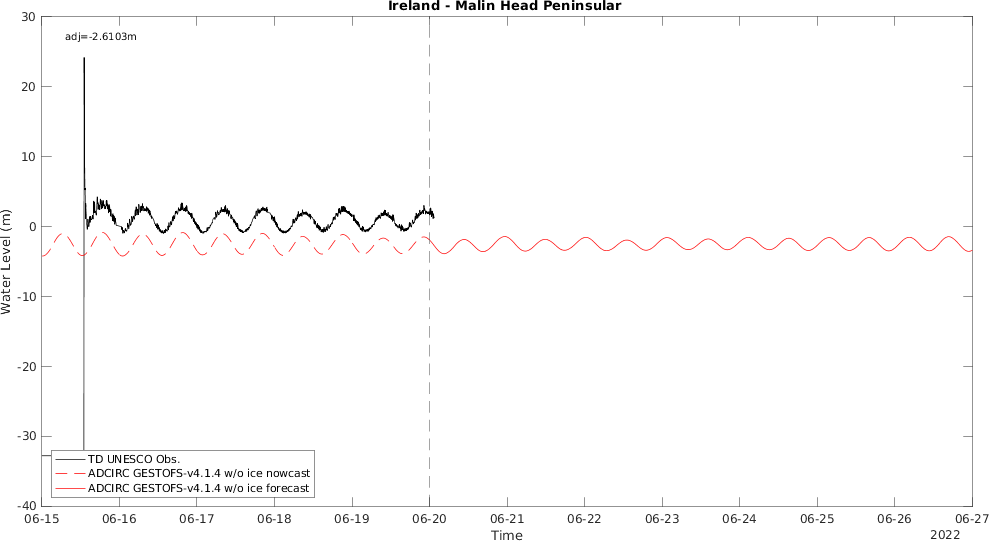 Ireland - Malin Head Peninsular
adj=-2.6103m
30
20
10
0
-10
-20
-30
-40
Water Level (m)
TD UNESCO Obs.
ADCIRC GESTOFS-v4.1.4 w/o ice nowcast
ADCIRC GESTOFS-v4.1.4 w/o ice forecast
06-15 06-16 06-17 06-18 06-19 06-20 06-21 06-22 06-23 06-24 06-25 06-26 06-27
Time
2022